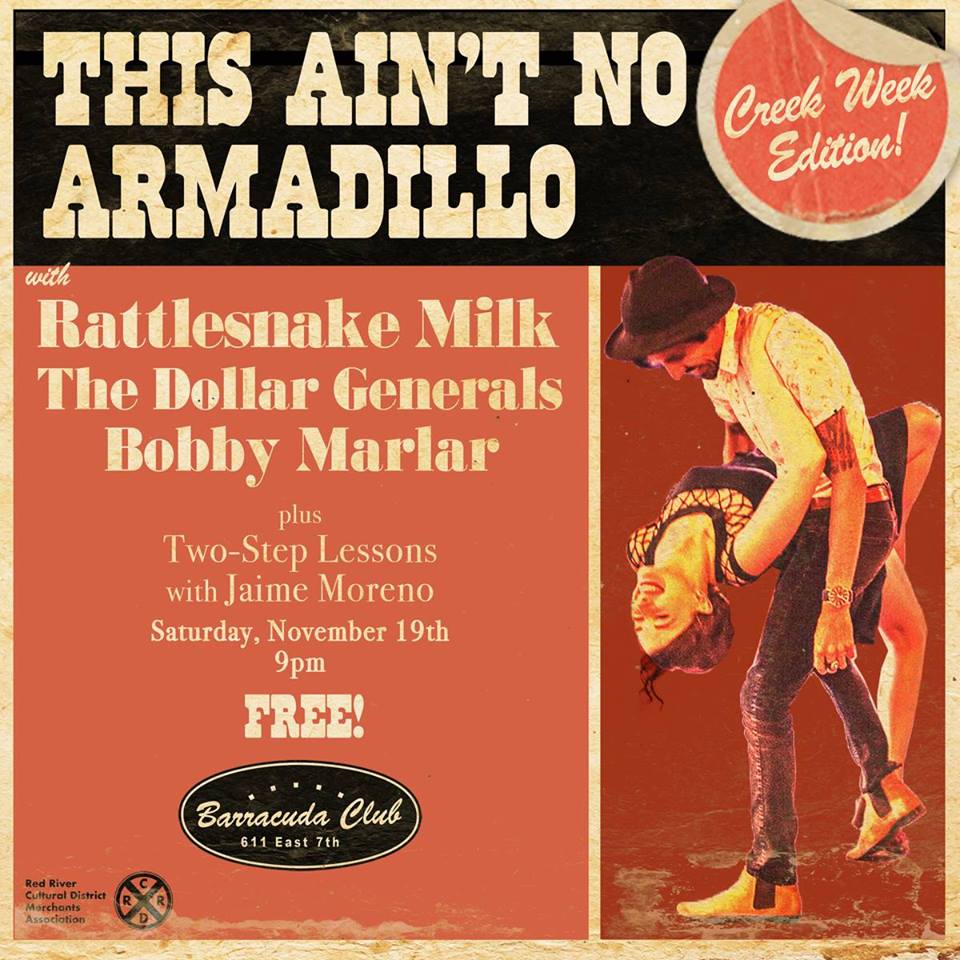 THIS AIN'T NO
ARMADILLO
Creek Week
Edition!
with
Rattlesnake Milk
The Dollar Generals
Bobby Marlar
plus
Two-Step Lessons
with Jaime Moreno
Saturday, November 19th
9pm
FREE!
Barracuda Club
611 East 7th
Red River
Cultural District
Merchants
Association
C
R R
D